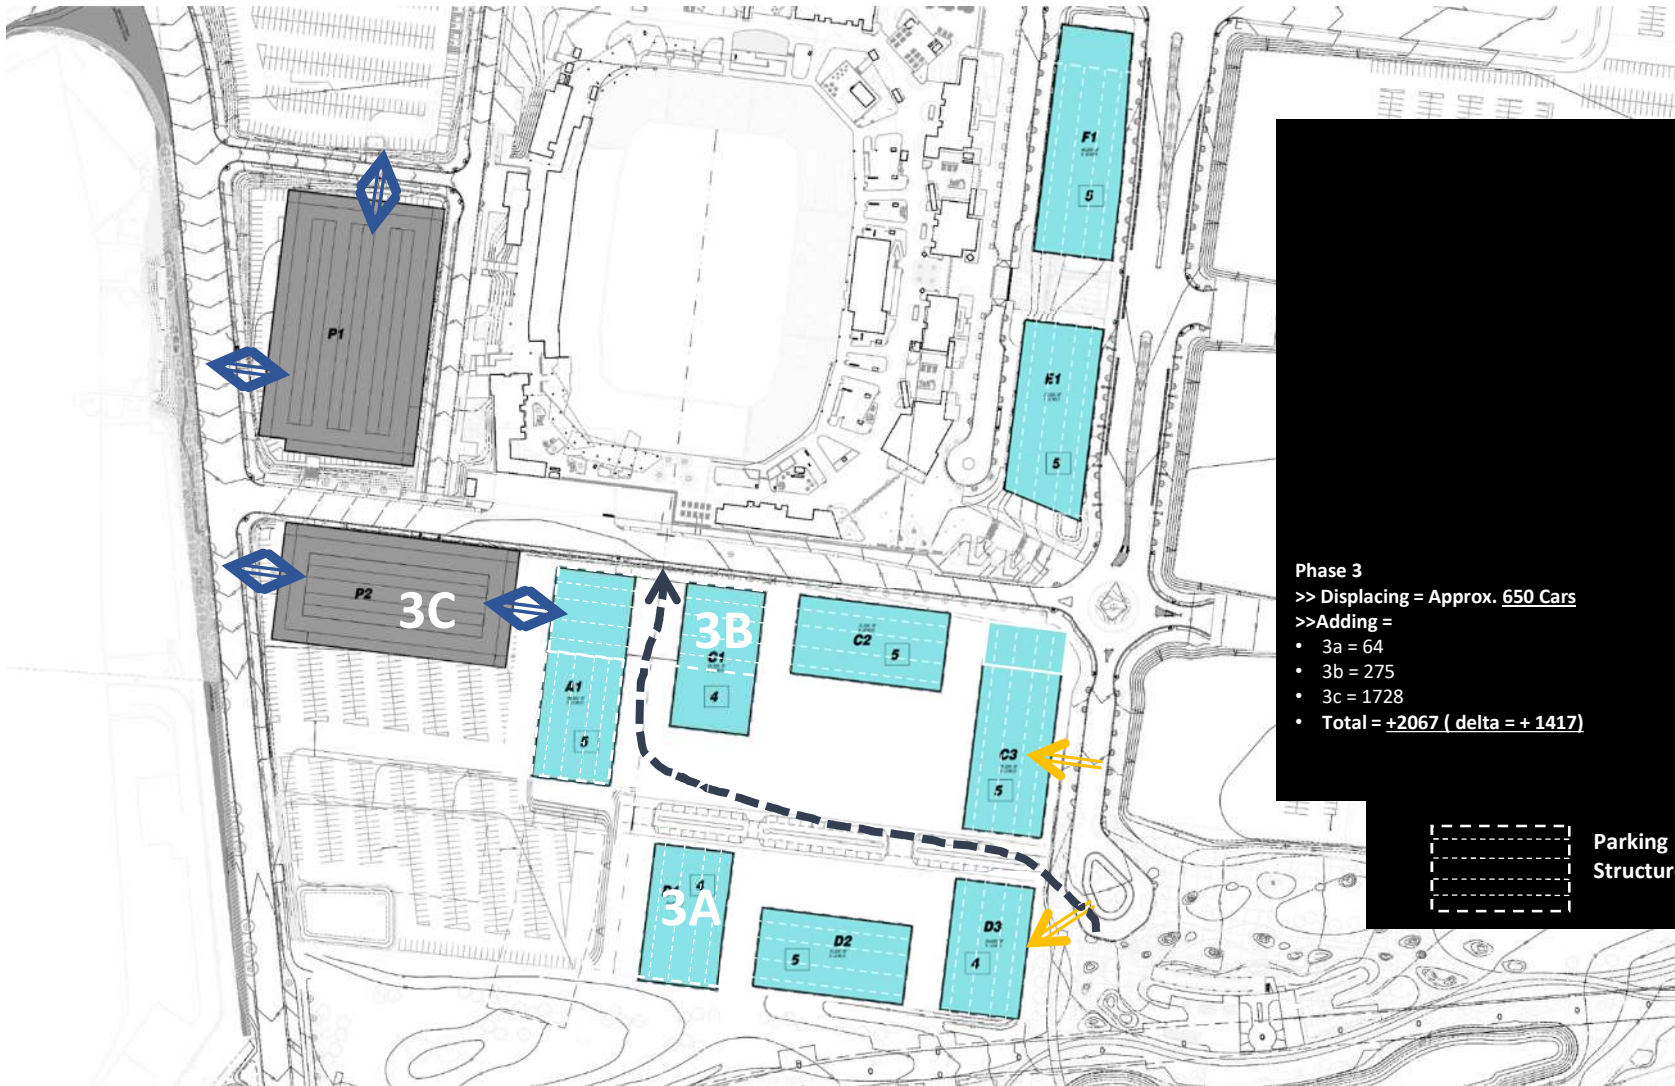 F1
5
P1
E1
5
P2
3C
3B
C1
4
C2
5
A1
5
C3
5
Phase 3
>> Displacing = Approx. 650 Cars
>>Adding =
• 3a = 64
• 3b = 275
• 3c = 1728
• Total = +2067 ( delta = + 1417)
Parking
Structur
4
3A
D2
5
D3
4